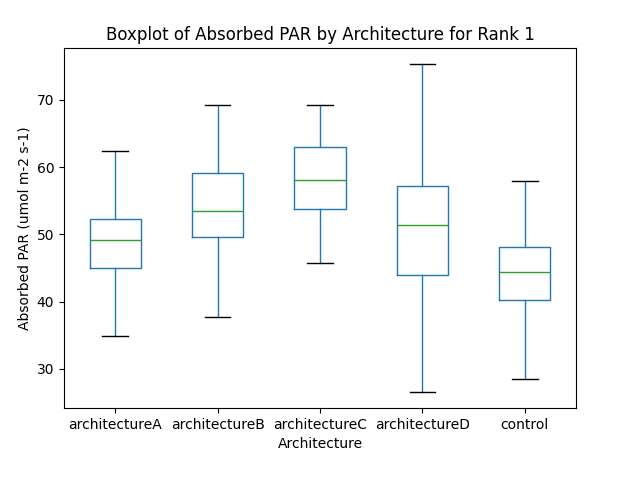 Boxplot of Absorbed PAR by Architecture for Rank 1
Absorbed PAR (umol m-2 s-1)
70
60
50
40
30
architectureA architectureB architectureC architectureD control
Architecture